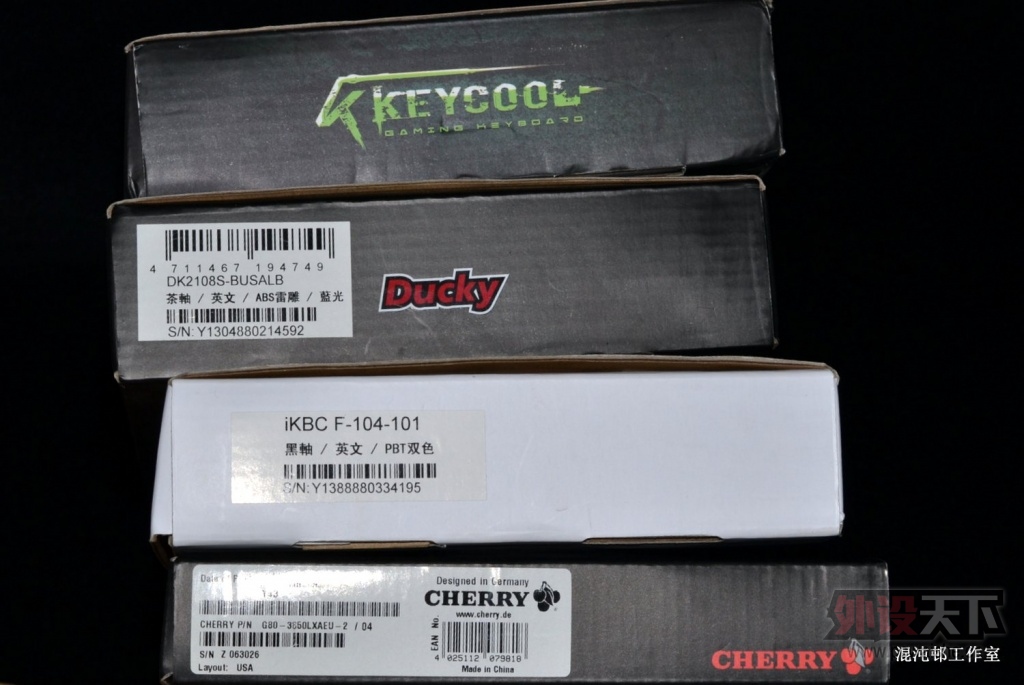 KEYCOOL
GAMING KEYBOARD
4 711467 194749
DK2108S-BUSALB
茶軸 / 英文 / ABS雷雕 / 藍光
S/N: Y1304880214592
Ducky
iKBC F-104-101
黑軸 / 英文 / PBT双色
S/N: Y1388880334195
CHERRY P/N G80-3850LXAEU-2 / 04
S/N Z 063026
Layout: USA
Designed in Germany
CHERRY
www.cherry.de
EAN No.
4 025112 079818
Made in China
CHERRY
外设天下
混沌邨工作室